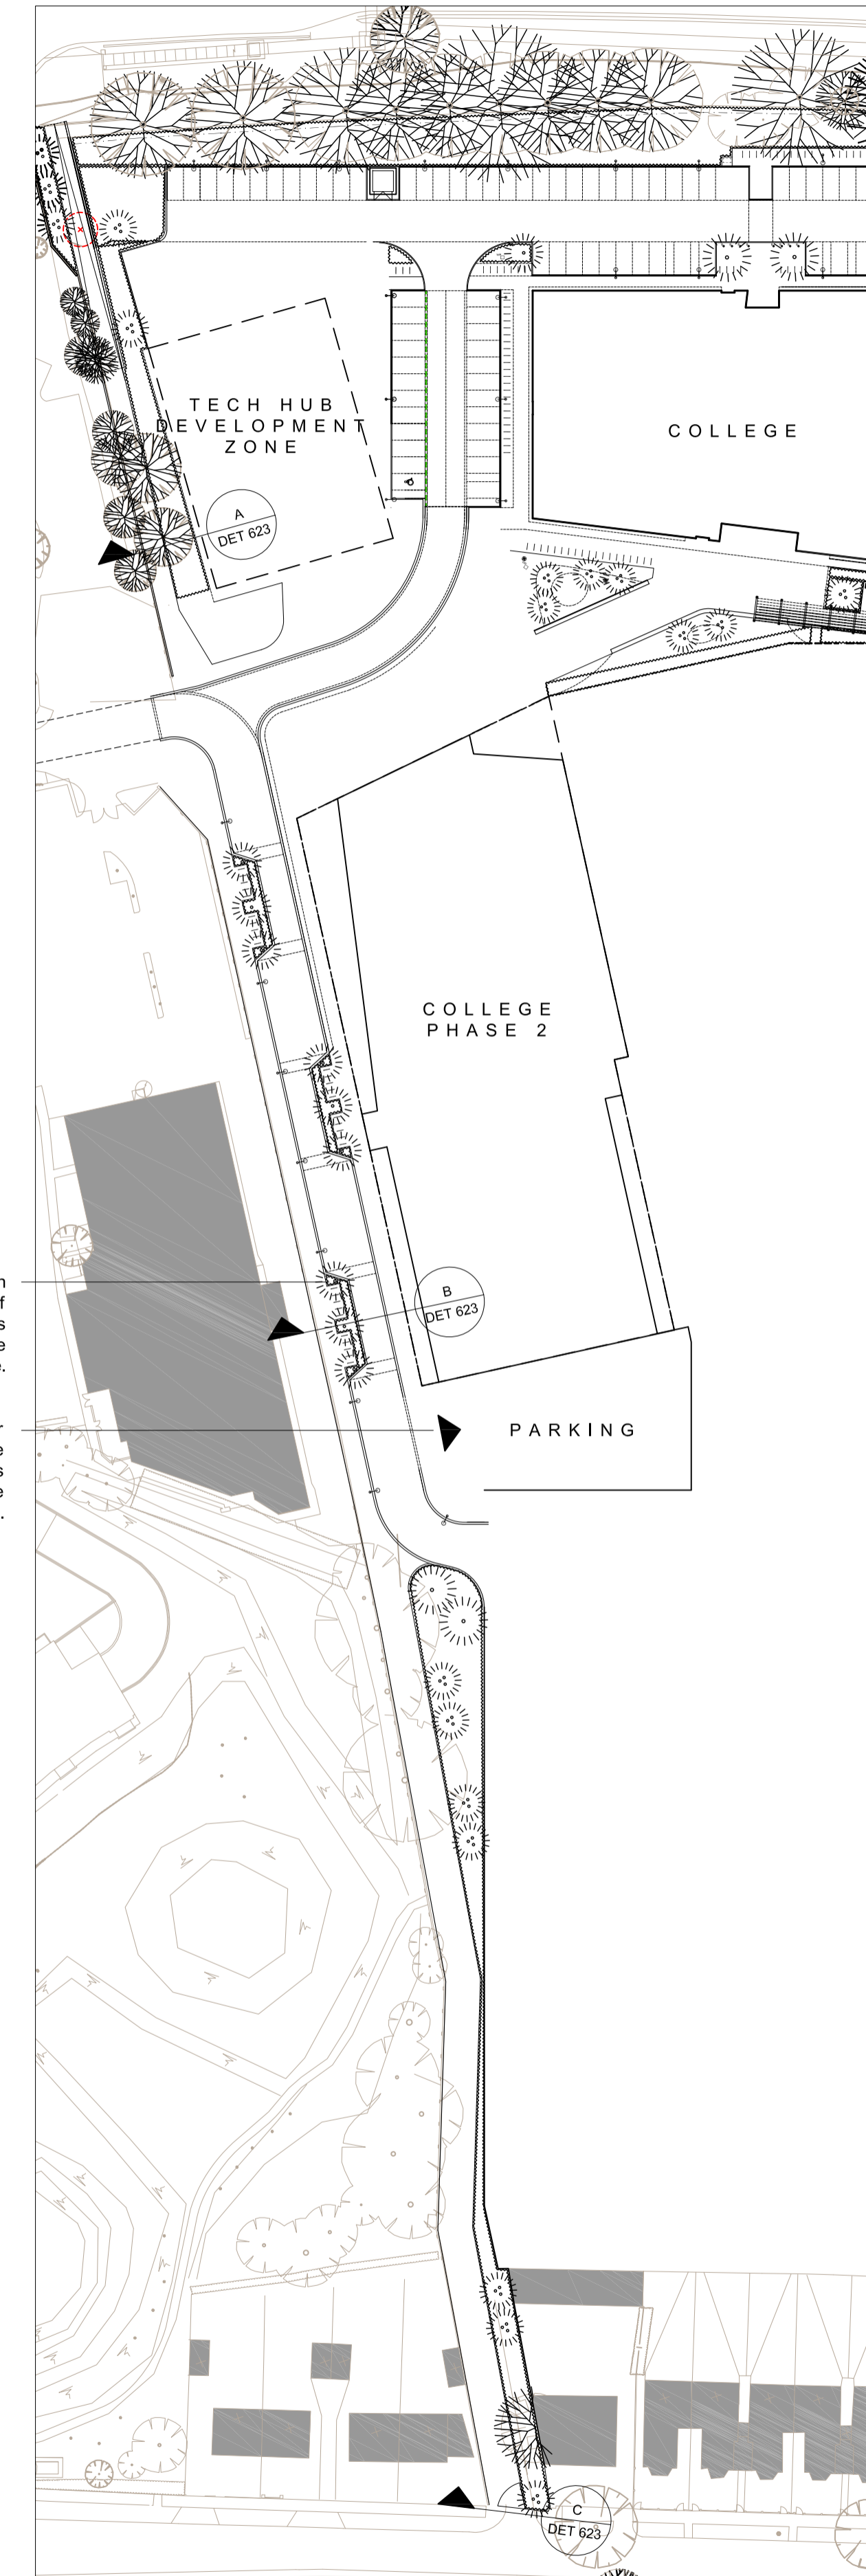 TECH HUB
DEVELOPMENT
ZONE
COLLEGE
A
DET 623
COLLEGE
PHASE 2
B
DET 623
PARKING
C
DET 623